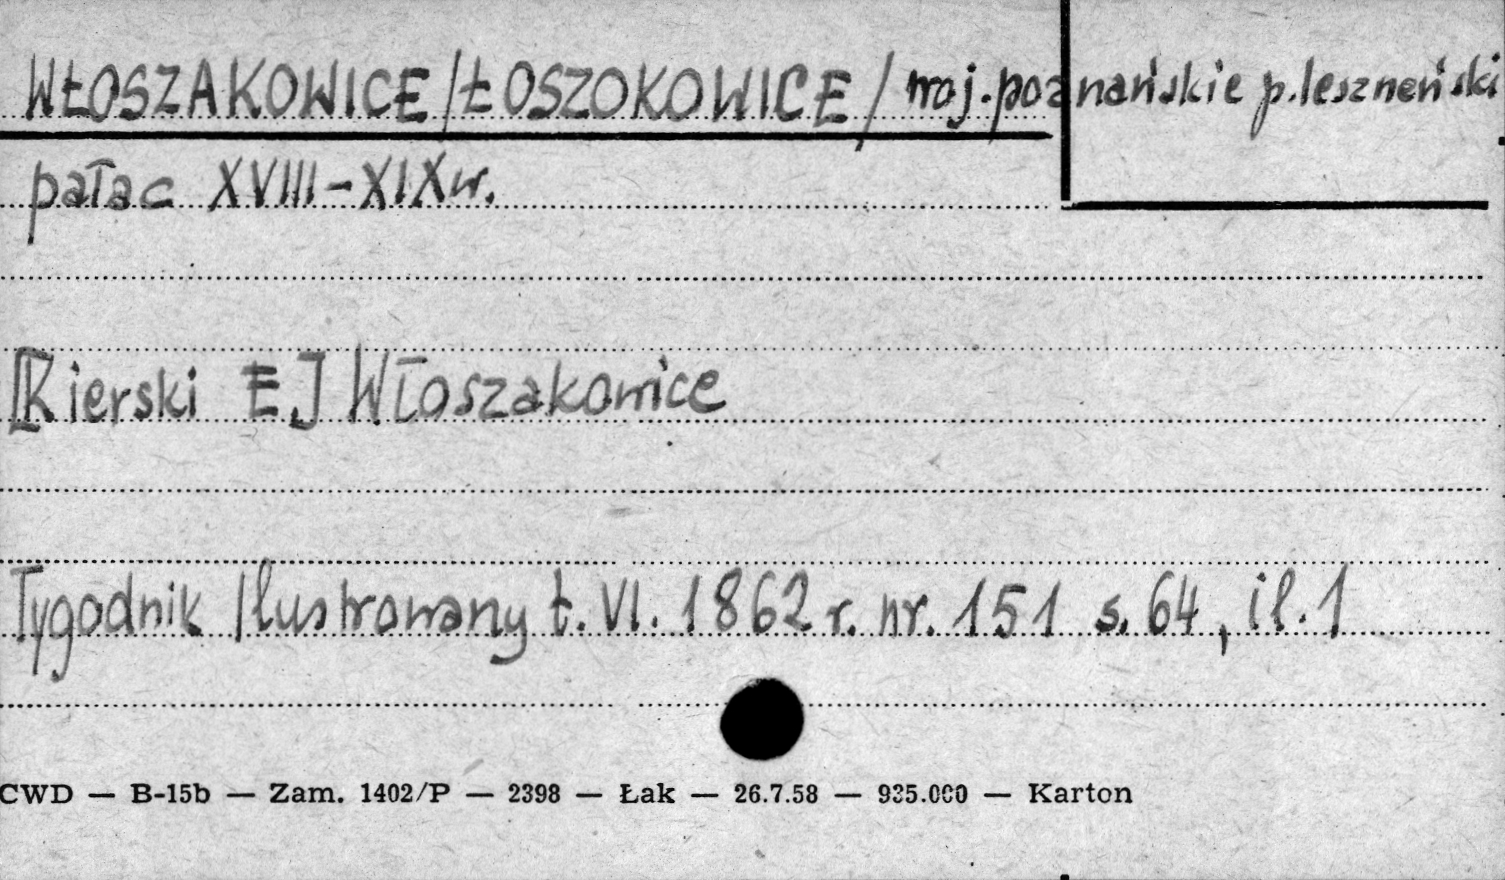 WŁOSZAKOWICE /ŁOSZOKOWICE/ woj. poznańskie p. leszneński
pałac XVIII-XIX w.
[Kierski E.] Włoszakowice
Tygodnik Ilustrowany t. VI. 1862 r. nr. 151 s. 64, il. 1
CWD — B-15b — Zam. 1402/P — 2398 — Łak — 26.7.58 — 935.000 — Karton